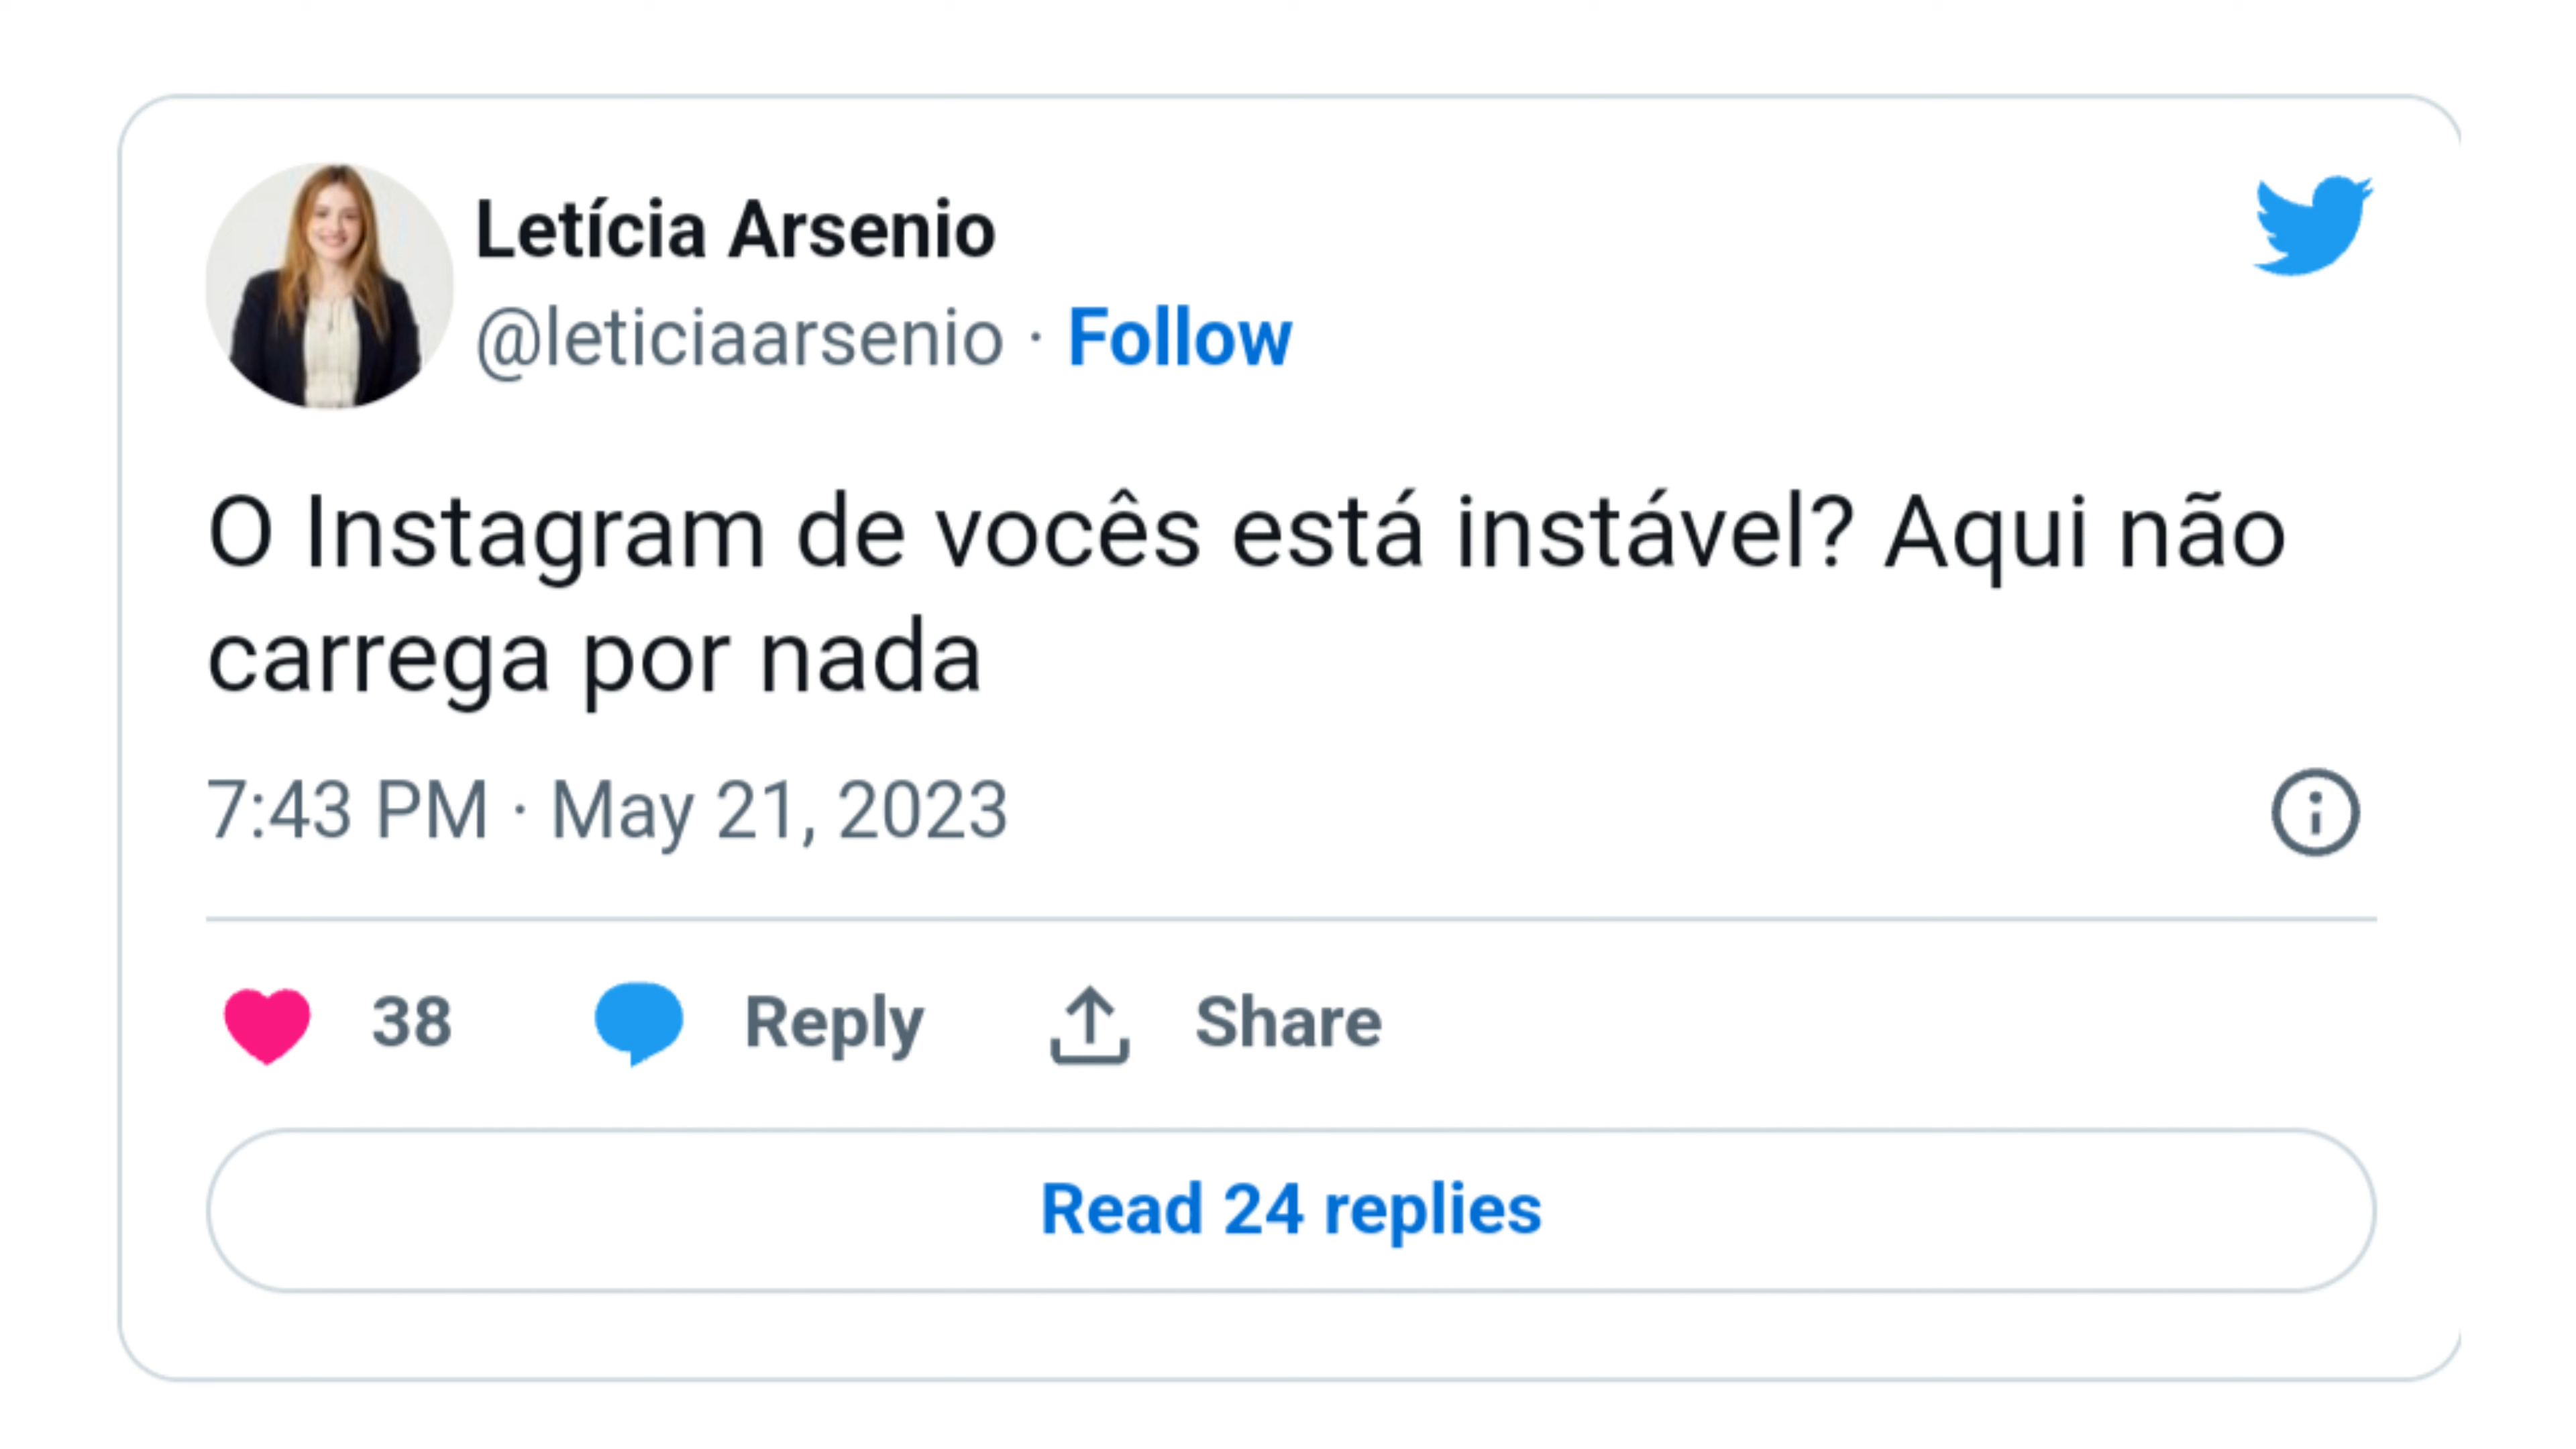 Letícia Arsenio
@leticiaarsenio · Follow
O Instagram de vocês está instável? Aqui não
carrega por nada
7:43 PM · May 21, 2023
38 Reply Share
Read 24 replies